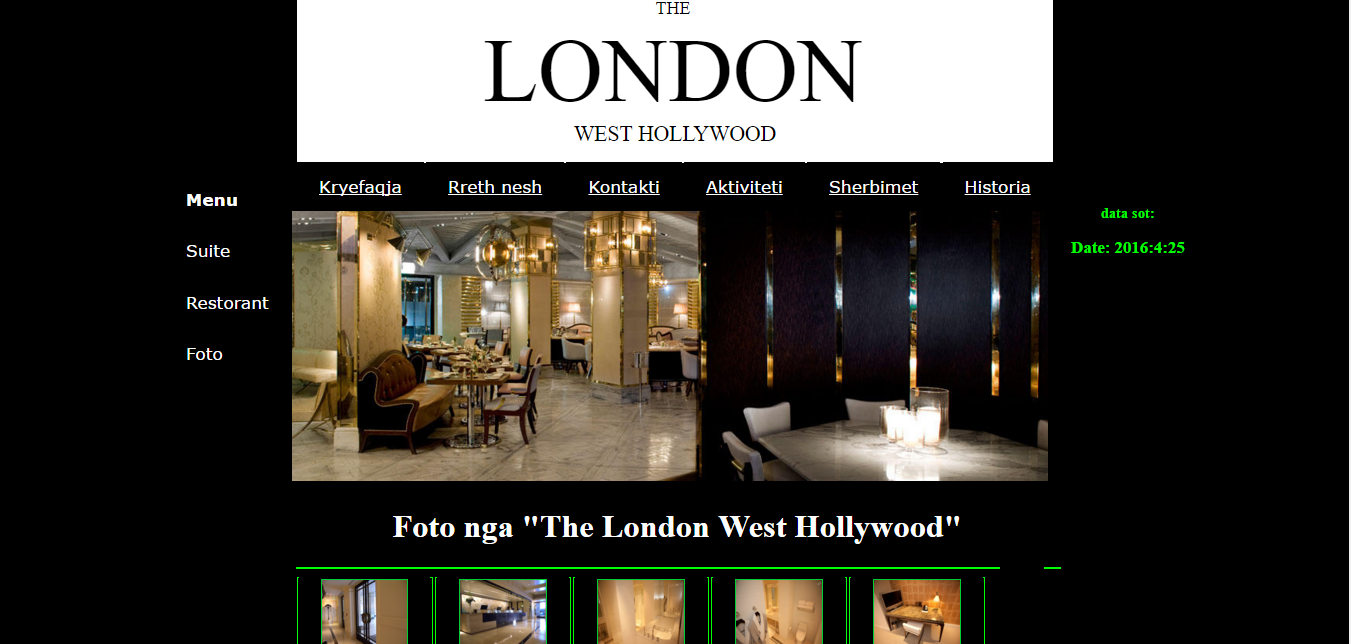 THE
LONDON
WEST HOLLYWOOD
Kryefaqja Rreth nesh Kontakti Aktiviteti Sherbimet Historia
Menu
Suite
Restorant
Foto
data sot:
Date: 2016:4:25
Foto nga "The London West Hollywood"